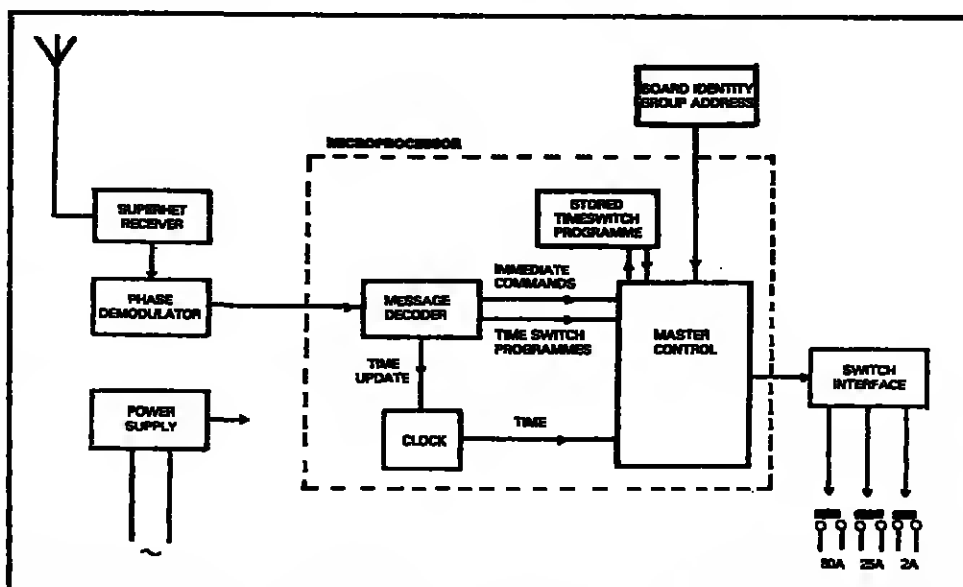 BOARD IDENTITY
GROUP ADDRESS
MICROPROCESSOR
STORED
TIMESWITCH
PROGRAMME
SUPERHET
RECEIVER
PHASE
DEMODULATOR
MESSAGE
DECODER
IMMEDIATE
COMMANDS
TIME SWITCH
PROGRAMMES
MASTER
CONTROL
TIME
UPDATE
SWITCH
INTERFACE
POWER
SUPPLY
CLOCK
TIME
80A 25A 2A